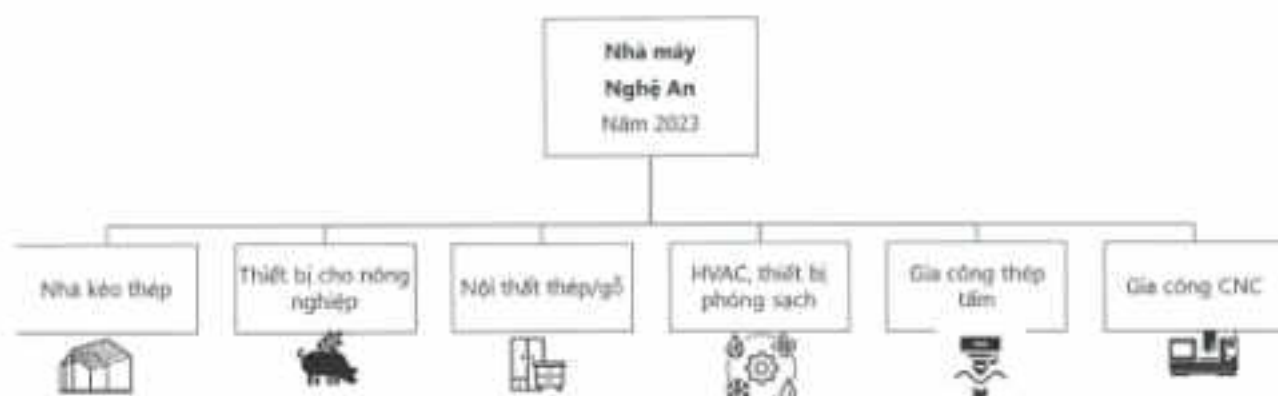 Nhà máy
Nghệ An
Năm 2023
Nhà kéo thép
Thiết bị cho nông
nghiệp
Nội thất thép/gỗ
HVAC, thiết bị
phóng sạch
Gia công thép
tấm
Gia công CNC